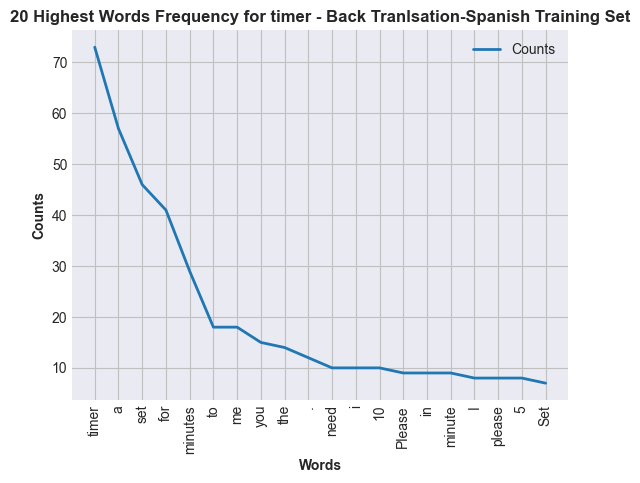 20 Highest Words Frequency for timer - Back Tranlsation-Spanish Training Set
Counts
70
60
50
40
30
20
10
Counts
timer
a
set
for
minutes
to
me
you
the
.
need
i
10
Please
in
minute
I
please
5
Set
Words